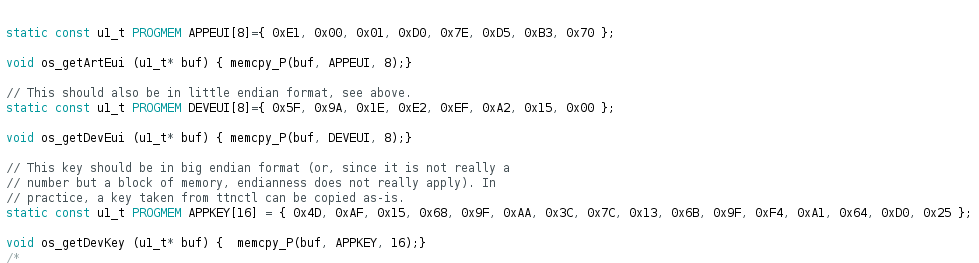 static const u1_t PROGMEM APPEUI[8]={ 0xE1, 0x00, 0x01, 0xD0, 0x7E, 0xD5, 0xB3, 0x70 };
void os_getArtEui (u1_t* buf) { memcpy_P(buf, APPEUI, 8);}
// This should also be in little endian format, see above.
static const u1_t PROGMEM DEVEUI[8]={ 0x5F, 0x9A, 0x1E, 0xE2, 0xEF, 0xA2, 0x15, 0x00 };
void os_getDevEui (u1_t* buf) { memcpy_P(buf, DEVEUI, 8);}
// This key should be in big endian format (or, since it is not really a
// number but a block of memory, endianness does not really apply). In
// practice, a key taken from ttnctl can be copied as-is.
static const u1_t PROGMEM APPKEY[16] = { 0x4D, 0xAF, 0x15, 0x68, 0x9F, 0xAA, 0x3C, 0x7C, 0x13, 0x6B, 0x9F, 0xF4, 0xA1, 0x64, 0xD0, 0x25 };
void os_getDevKey (u1_t* buf) {  memcpy_P(buf, APPKEY, 16);}
/*